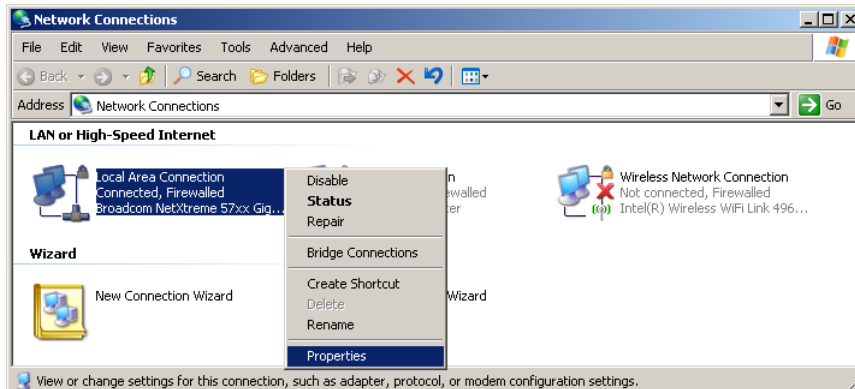 Network Connections
File Edit View Favorites Tools Advanced Help
Back Search Folders
Address Network Connections Go
LAN or High-Speed Internet
Local Area Connection
Connected, Firewalled
Broadcom NetXtreme 57xx Gig...
Disable
Status
Repair
Bridge Connections
Create Shortcut
Delete
Rename
Properties
Wireless Network Connection
Not connected, Firewalled
Intel(R) Wireless WiFi Link 496...
Wizard
New Connection Wizard
Wizard
View or change settings for this connection, such as adapter, protocol, or modem configuration settings.